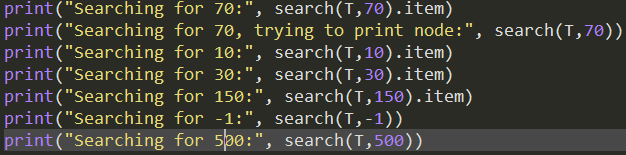 print("Searching for 70:", search(T,70).item)
print("Searching for 70, trying to print node:", search(T,70))
print("Searching for 10:", search(T,10).item)
print("Searching for 30:", search(T,30).item)
print("Searching for 150:", search(T,150).item)
print("Searching for -1:", search(T,-1))
print("Searching for 500:", search(T,500))